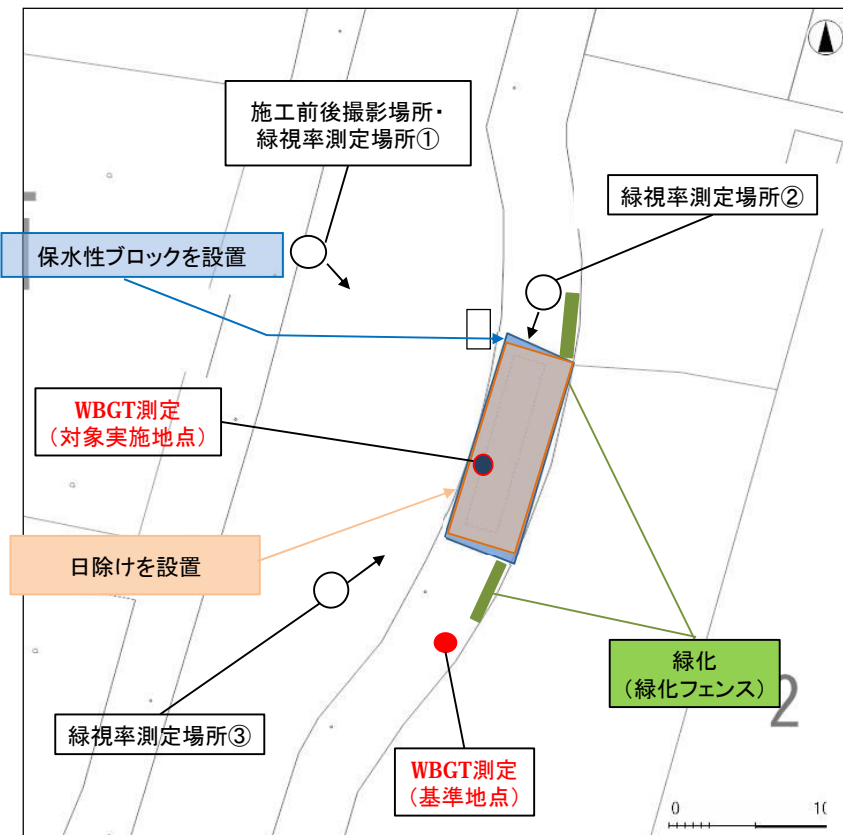 施工前後撮影場所・
緑視率測定場所①
緑視率測定場所②
保水性ブロックを設置
WBGT測定
（対象実施地点）
日除けを設置
緑化
（緑化フェンス）
2
緑視率測定場所③
WBGT測定
（基準地点）
0